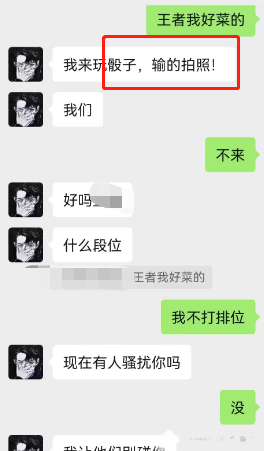 王者我好菜的
我来玩骰子，输的拍照！
我们
不来
好吗
什么段位
王者我好菜的
我不打排位
现在有人骚扰你吗
没
我让他们别碰你